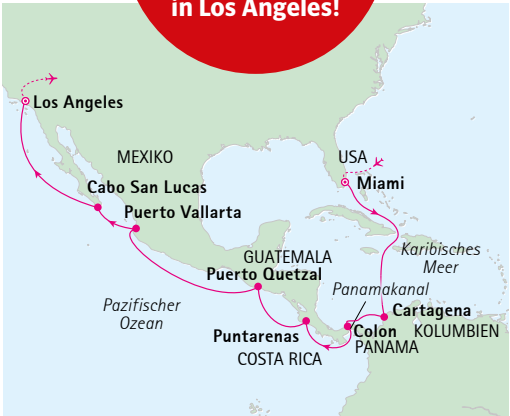 in Los Angeles!
Los Angeles
MEXIKO
USA
Miami
Cabo San Lucas
Puerto Vallarta
GUATEMALA
Puerto Quetzal
Karibisches
Meer
Panamakanal
Pazifischer
Ozean
Cartagena
Puntarenas
Colon
KOLUMBIEN
PANAMA
COSTA RICA